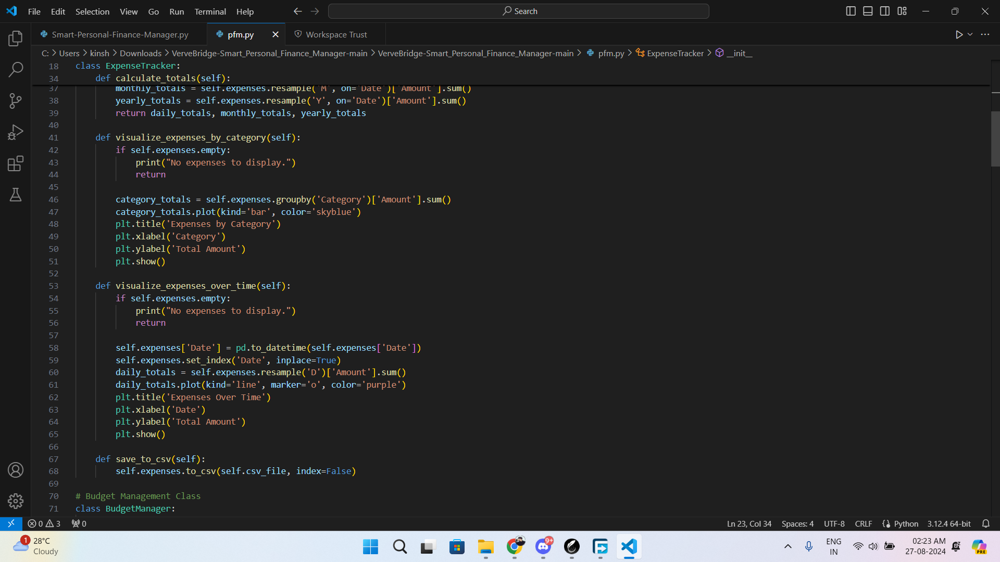 File Edit Selection View Go Run Terminal Help
Search
Smart-Personal-Finance-Manager.py
pfm.py
Workspace Trust
C: > Users > kinsh > Downloads > VerveBridge-Smart_Personal_Finance_Manager-main > VerveBridge-Smart_Personal_Finance_Manager-main > pfm.py > ExpenseTracker > __init__
18 class ExpenseTracker:
34     def calculate_totals(self):
37         monthly_totals = self.expenses.resample('M', on='Date')['Amount'].sum()
38         yearly_totals = self.expenses.resample('Y', on='Date')['Amount'].sum()
39         return daily_totals, monthly_totals, yearly_totals
40
41     def visualize_expenses_by_category(self):
42         if self.expenses.empty:
43             print("No expenses to display.")
44             return
45
46         category_totals = self.expenses.groupby('Category')['Amount'].sum()
47         category_totals.plot(kind='bar', color='skyblue')
48         plt.title('Expenses by Category')
49         plt.xlabel('Category')
50         plt.ylabel('Total Amount')
51         plt.show()
52
53     def visualize_expenses_over_time(self):
54         if self.expenses.empty:
55             print("No expenses to display.")
56             return
57
58         self.expenses['Date'] = pd.to_datetime(self.expenses['Date'])
59         self.expenses.set_index('Date', inplace=True)
60         daily_totals = self.expenses.resample('D')['Amount'].sum()
61         daily_totals.plot(kind='line', marker='o', color='purple')
62         plt.title('Expenses Over Time')
63         plt.xlabel('Date')
64         plt.ylabel('Total Amount')
65         plt.show()
66
67     def save_to_csv(self):
68         self.expenses.to_csv(self.csv_file, index=False)
69
70 # Budget Management Class
71 class BudgetManager:
0 3 0
Ln 23, Col 34 Spaces: 4 UTF-8 CRLF Python 3.12.4 64-bit
1
28°C
Cloudy
9+
ENG
IN
02:23 AM
27-08-2024
PRE